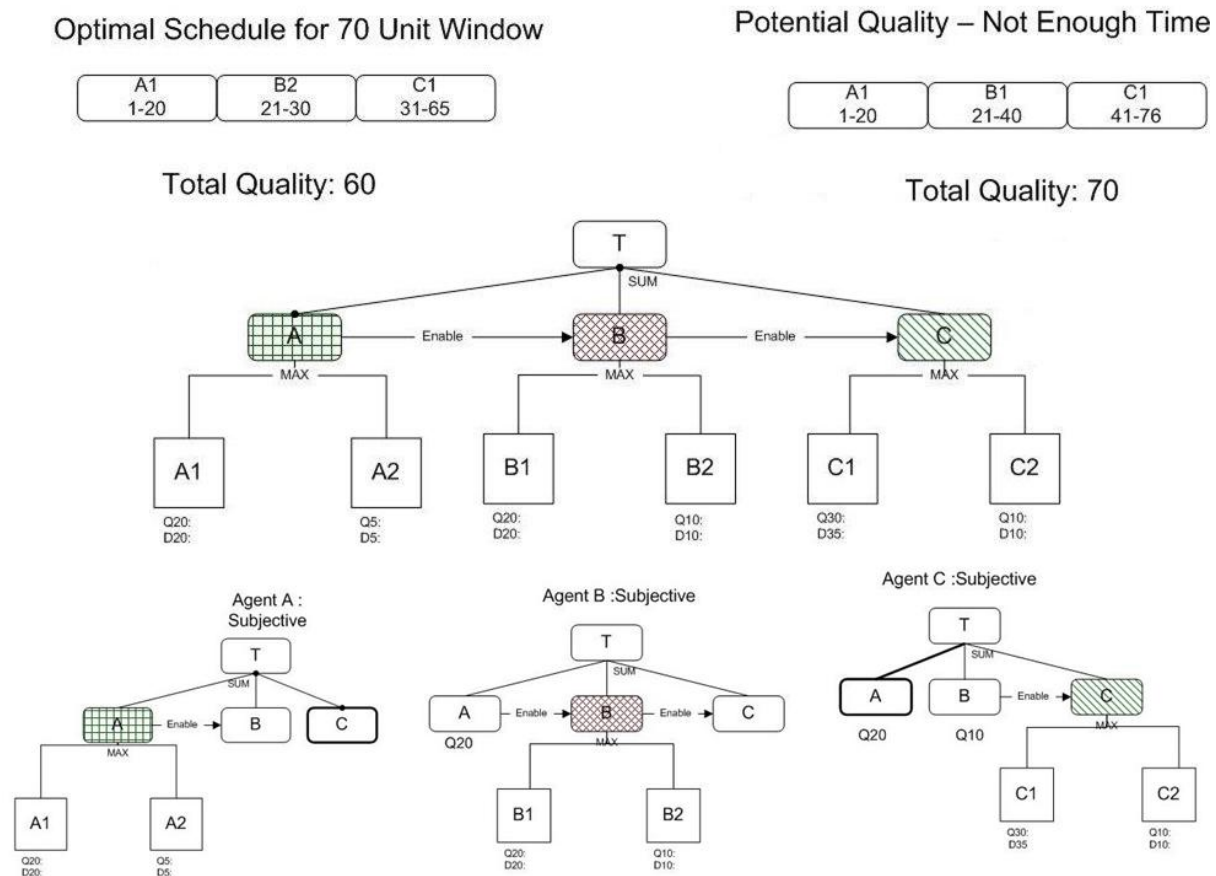 Optimal Schedule for 70 Unit Window
Potential Quality – Not Enough Time
A1 B2 C1
1-20 21-30 31-65
A1 B1 C1
1-20 21-40 41-76
Total Quality: 60
Total Quality: 70
T
SUM
A Enable B Enable C
MAX MAX MAX
A1 A2 B1 B2 C1 C2
Q20: Q5: Q20: Q10: Q30: Q10:
D20: D5: D20: D10: D35: D10:
Agent A :
Subjective
T
SUM
A Enable B C
MAX
A1 A2
Q20: Q5:
D20: D5:
Agent B :Subjective
T
SUM
A Enable B Enable C
Q20
MAX
B1 B2
Q20: Q10:
D20: D10:
Agent C :Subjective
T
SUM
A B Enable C
Q20 Q10
MAX
C1 C2
Q30: Q10:
D35 D10: